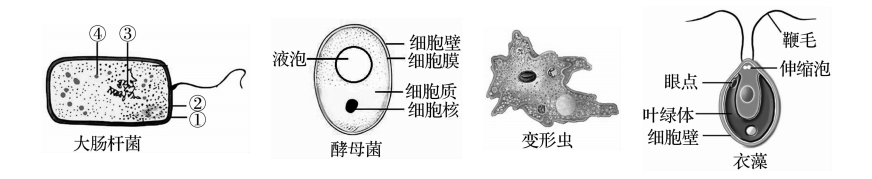 ④ ③
②
①
大肠杆菌
液泡
细胞壁
细胞膜
细胞质
细胞核
酵母菌
变形虫
鞭毛
伸缩泡
眼点
叶绿体
细胞壁
衣藻